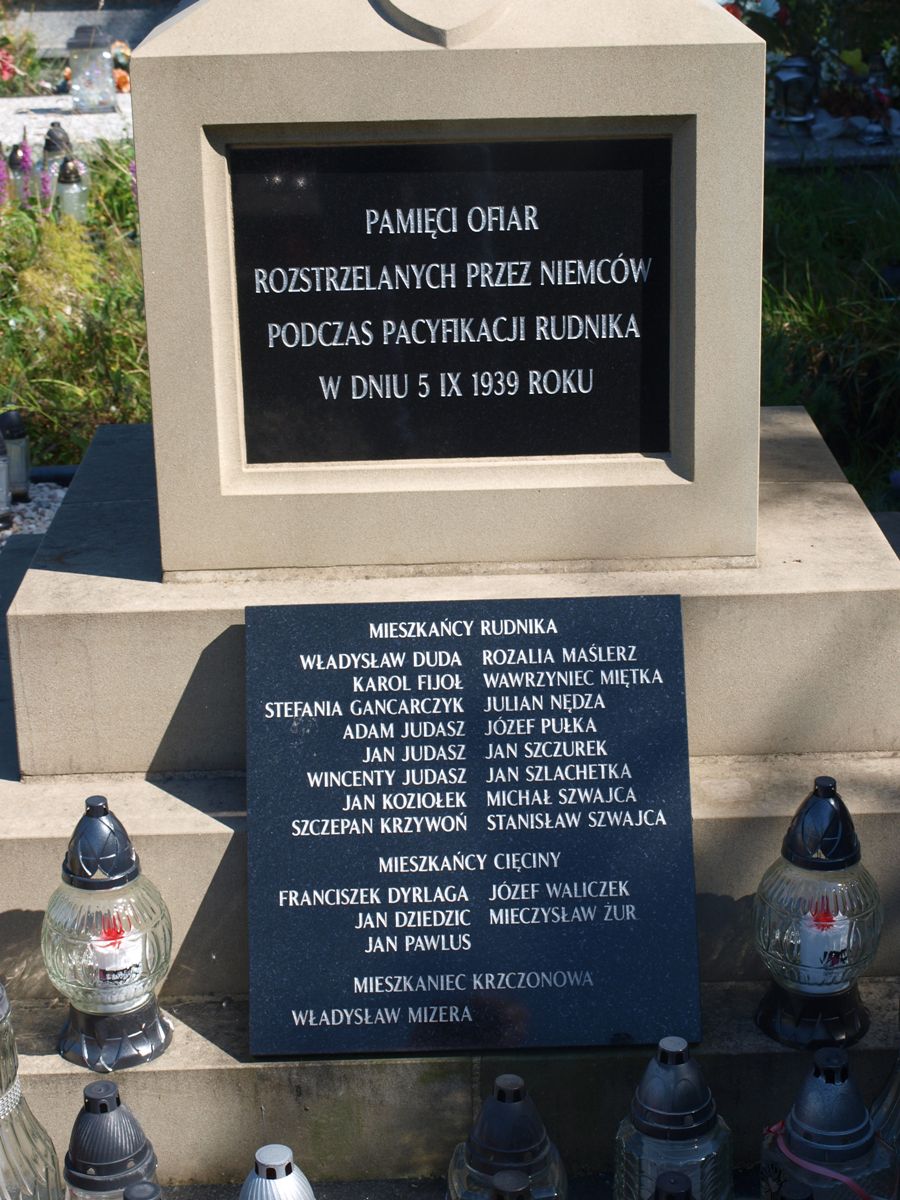 PAMIĘCI OFIAR
ROZSTRZELANYCH PRZEZ NIEMCÓW
PODCZAS PACYFIKACJI RUDNIKA
W DNIU 5 IX 1939 ROKU
MIESZKAŃCY RUDNIKA
WŁADYSŁAW DUDA ROZALIA MAŚLERZ
KAROL FIJOŁ WAWRZYNIEC MIĘTKA
STEFANIA GANCARCZYK JULIAN NĘDZA
ADAM JUDASZ JÓZEF PUŁKA
JAN JUDASZ JAN SZCZUREK
WINCENTY JUDASZ JAN SZLACHETKA
JAN KOZIOŁEK MICHAŁ SZWAJCA
SZCZEPAN KRZYWOŃ STANISŁAW SZWAJCA
MIESZKAŃCY CIĘCINY
FRANCISZEK DYRLAGA JÓZEF WALICZEK
JAN DZIEDZIC MIECZYSŁAW ŻUR
JAN PAWLUS
MIESZKANIEC KRZCZONOWA
WŁADYSŁAW MIZERA